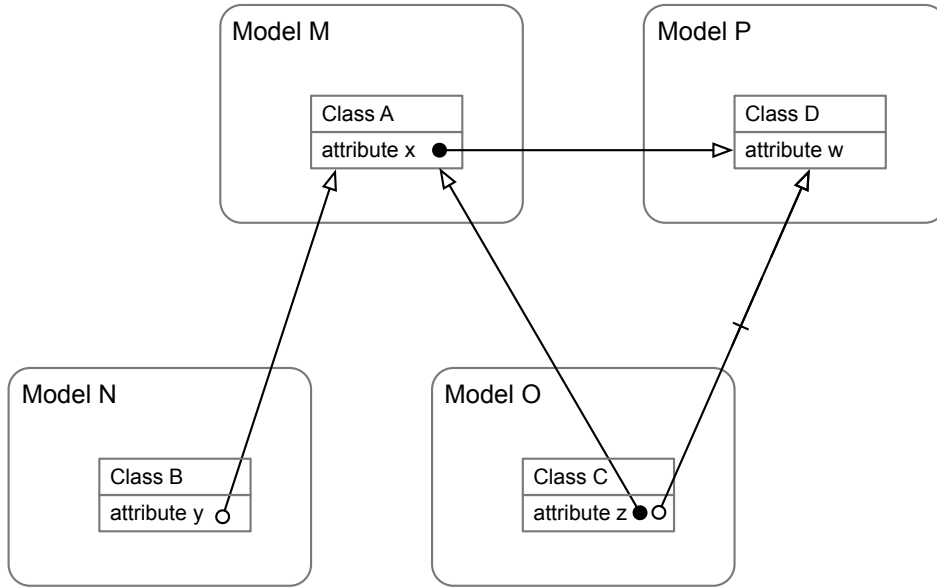 Model M
Class A
attribute x
Model P
Class D
attribute w
Model N
Class B
attribute y
Model O
Class C
attribute z